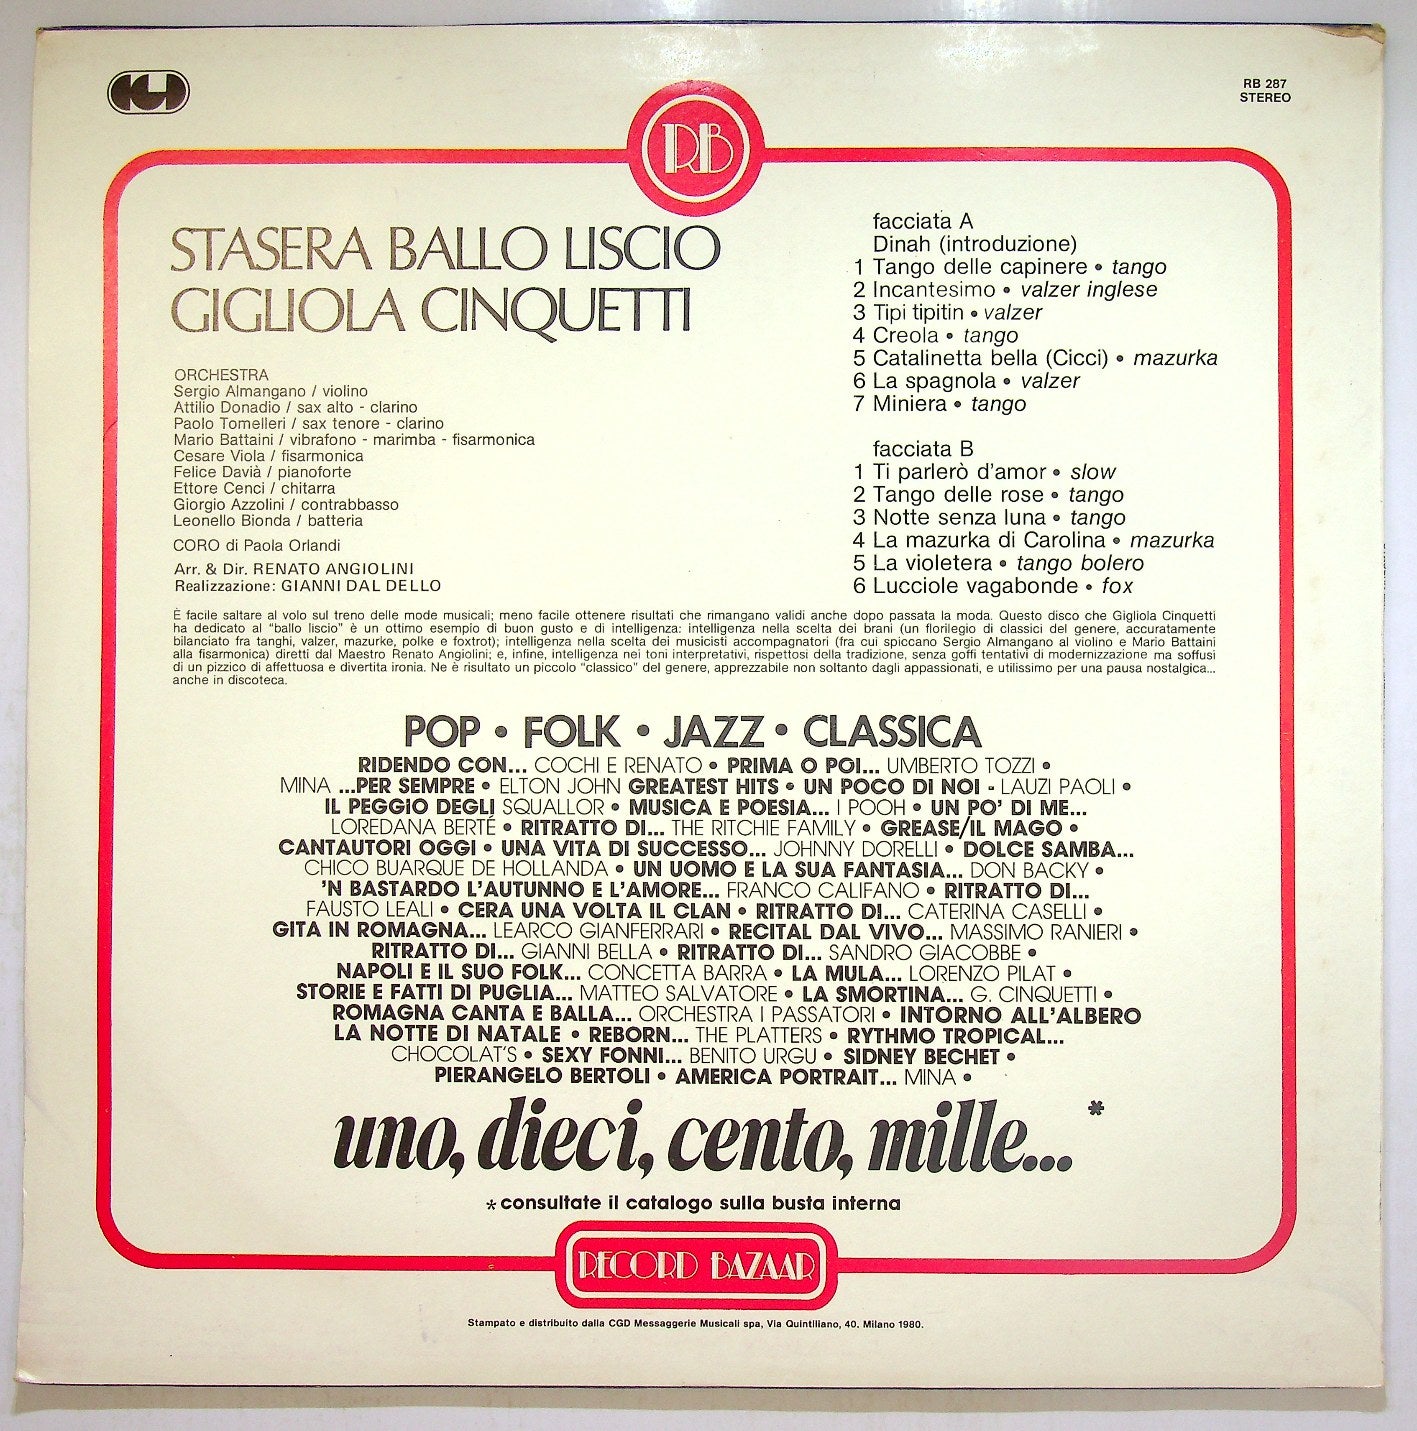 CGD
RB 287
STEREO
RB
STASERA BALLO LISCIO
GIGLIOLA CINQUETTI
ORCHESTRA
Sergio Almangano / violino
Attilio Donadio / sax alto - clarino
Paolo Tomelleri / sax tenore - clarino
Mario Battaini / vibrafono - marimba - fisarmonica
Cesare Viola / fisarmonica
Felice Davià / pianoforte
Ettore Cenci / chitarra
Giorgio Azzolini / contrabbasso
Leonello Bionda / batteria
CORO di Paola Orlandi
Arr. & Dir. RENATO ANGIOLINI
Realizzazione: GIANNI DAL DELLO
facciata A
Dinah (introduzione)
1 Tango delle capinere • tango
2 Incantesimo • valzer inglese
3 Tipi tipitin • valzer
4 Creola • tango
5 Catalinetta bella (Cicci) • mazurka
6 La spagnola • valzer
7 Miniera • tango
facciata B
1 Ti parlerò d'amor • slow
2 Tango delle rose • tango
3 Notte senza luna • tango
4 La mazurka di Carolina • mazurka
5 La violetera • tango bolero
6 Lucciole vagabonde • fox
È facile saltare al volo sul treno delle mode musicali; meno facile ottenere risultati che rimangano validi anche dopo passata la moda. Questo disco che Gigliola Cinquetti
ha dedicato al "ballo liscio" è un ottimo esempio di buon gusto e di intelligenza: intelligenza nella scelta dei brani (un florilegio di classici del genere, accuratamente
bilanciato fra tanghi, valzer, mazurke, polke e foxtrot); intelligenza nella scelta dei musicisti accompagnatori (fra cui spiccano Sergio Almangano al violino e Mario Battaini
alla fisarmonica) diretti dal Maestro Renato Angiolini; e, infine, intelligenza nei toni interpretativi, rispettosi della tradizione, senza goffi tentativi di modernizzazione ma soffusi
di un pizzico di affettuosa e divertita ironia. Ne è risultato un piccolo "classico" del genere, apprezzabile non soltanto dagli appassionati, e utilissimo per una pausa nostalgica...
anche in discoteca.
POP • FOLK • JAZZ • CLASSICA
RIDENDO CON... COCHI E RENATO • PRIMA O POI... UMBERTO TOZZI •
MINA ...PER SEMPRE • ELTON JOHN GREATEST HITS • UN POCO DI NOI - LAUZI PAOLI •
IL PEGGIO DEGLI SQUALLOR • MUSICA E POESIA... I POOH • UN PO' DI ME...
LOREDANA BERTÉ • RITRATTO DI... THE RITCHIE FAMILY • GREASE/IL MAGO •
CANTAUTORI OGGI • UNA VITA DI SUCCESSO... JOHNNY DORELLI • DOLCE SAMBA...
CHICO BUARQUE DE HOLLANDA • UN UOMO E LA SUA FANTASIA... DON BACKY •
'N BASTARDO L'AUTUNNO E L'AMORE... FRANCO CALIFANO • RITRATTO DI...
FAUSTO LEALI • CERA UNA VOLTA IL CLAN • RITRATTO DI... CATERINA CASELLI •
GITA IN ROMAGNA... LEARCO GIANFERRARI • RECITAL DAL VIVO... MASSIMO RANIERI •
RITRATTO DI... GIANNI BELLA • RITRATTO DI... SANDRO GIACOBBE •
NAPOLI E IL SUO FOLK... CONCETTA BARRA • LA MULA... LORENZO PILAT •
STORIE E FATTI DI PUGLIA... MATTEO SALVATORE • LA SMORTINA... G. CINQUETTI •
ROMAGNA CANTA E BALLA... ORCHESTRA I PASSATORI • INTORNO ALL'ALBERO
LA NOTTE DI NATALE • REBORN... THE PLATTERS • RYTHMO TROPICAL...
CHOCOLAT'S • SEXY FONNI... BENITO URGU • SIDNEY BECHET •
PIERANGELO BERTOLI • AMERICA PORTRAIT... MINA •
uno, dieci, cento, mille...*
*consultate il catalogo sulla busta interna
RECORD BAZAAR
Stampato e distribuito dalla CGD Messaggerie Musicali spa, Via Quintiliano, 40. Milano 1980.